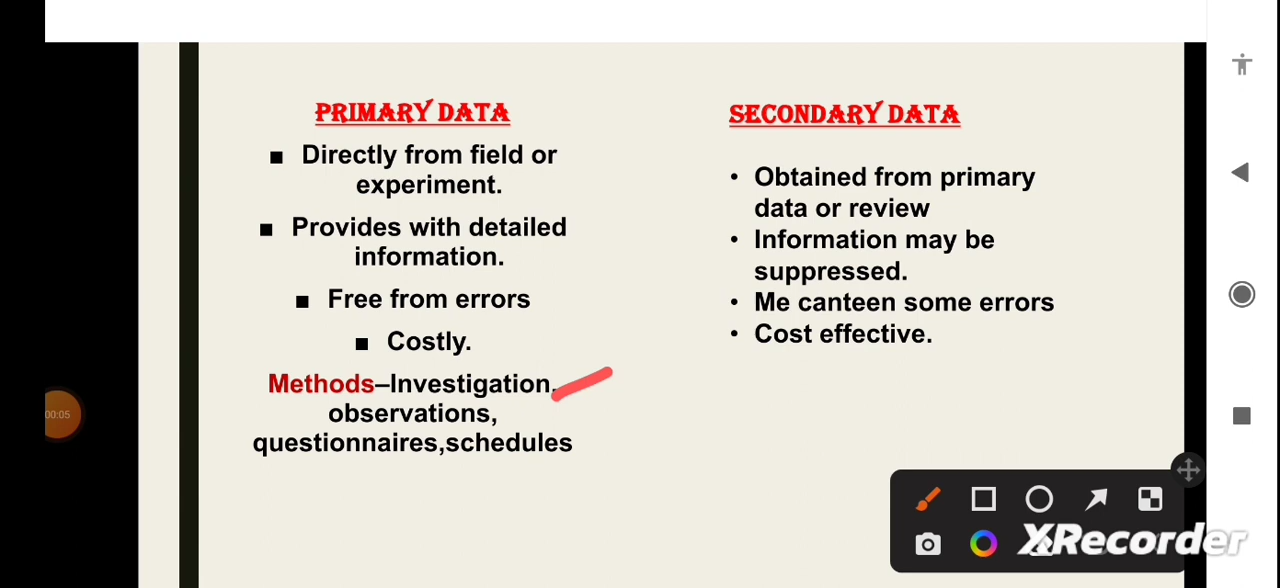 PRIMARY DATA
■ Directly from field or
experiment.
■ Provides with detailed
information.
■ Free from errors
■ Costly.
Methods–Investigation,
observations,
questionnaires,schedules
SECONDARY DATA
• Obtained from primary
data or review
• Information may be
suppressed.
• Me canteen some errors
• Cost effective.
00:05
XRecorder